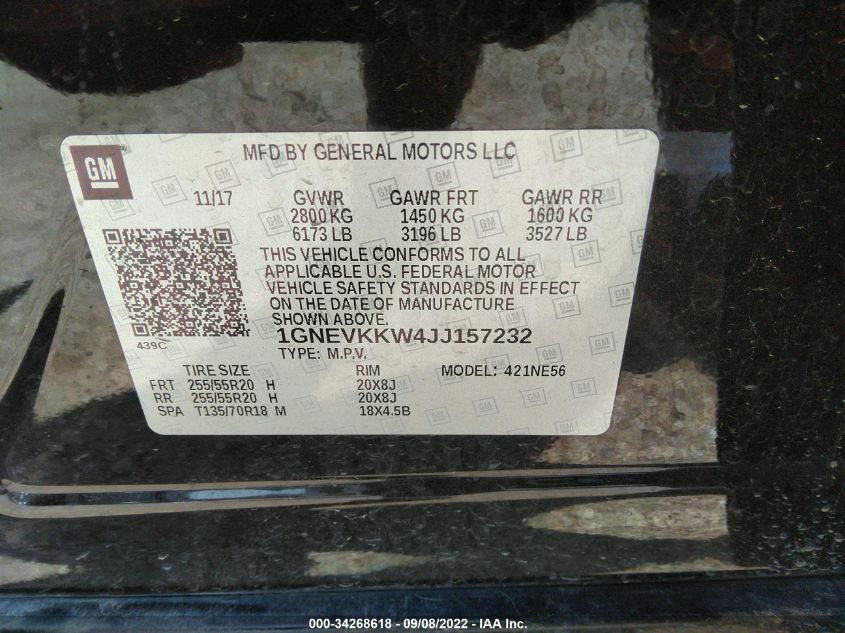 GM
MFD BY GENERAL MOTORS LLC
11/17 GVWR GAWR FRT GAWR RR
2800 KG 1450 KG 1600 KG
6173 LB 3196 LB 3527 LB
THIS VEHICLE CONFORMS TO ALL
APPLICABLE U.S. FEDERAL MOTOR
VEHICLE SAFETY STANDARDS IN EFFECT
ON THE DATE OF MANUFACTURE
SHOWN ABOVE.
439C 1GNEVKKW4JJ157232
TYPE: M.P.V.
TIRE SIZE RIM MODEL: 421NE56
FRT 255/55R20 H 20X8J
RR 255/55R20 H 20X8J
SPA T135/70R18 M 18X4.5B
000-34268618 - 09/08/2022 - IAA Inc.